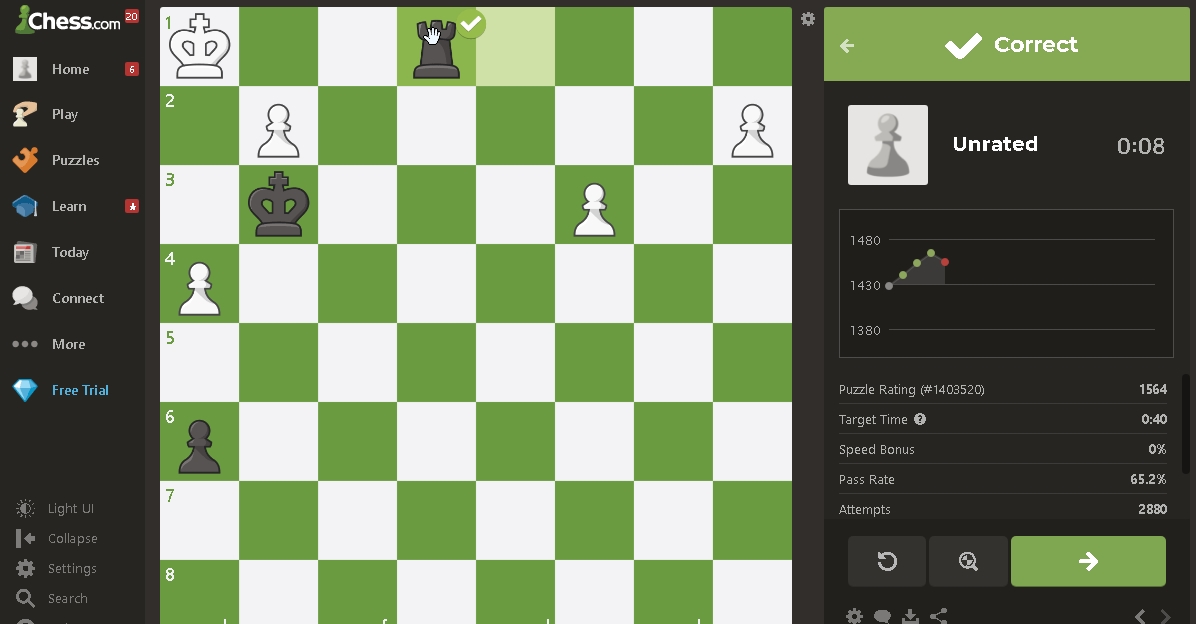 Chess.com 20
Home 6
Play
Puzzles
Learn
Today
Connect
More
Free Trial
Light UI
Collapse
Settings
Search
1
2
3
4
5
6
7
8
Correct
Unrated 0:08
1480
1430
1380
Puzzle Rating (#1403520) 1564
Target Time ? 0:40
Speed Bonus 0%
Pass Rate 65.2%
Attempts 2880